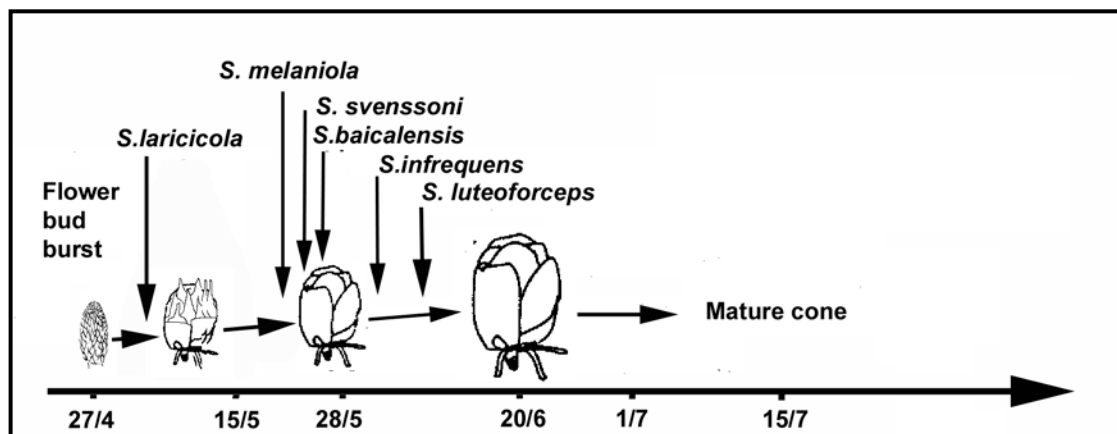 S. melaniola
S. svenssoni
S.laricicola
S.baicalensis
S.infrequens
S. luteoforceps
Flower
bud
burst
Mature cone
27/4
15/5
28/5
20/6
1/7
15/7